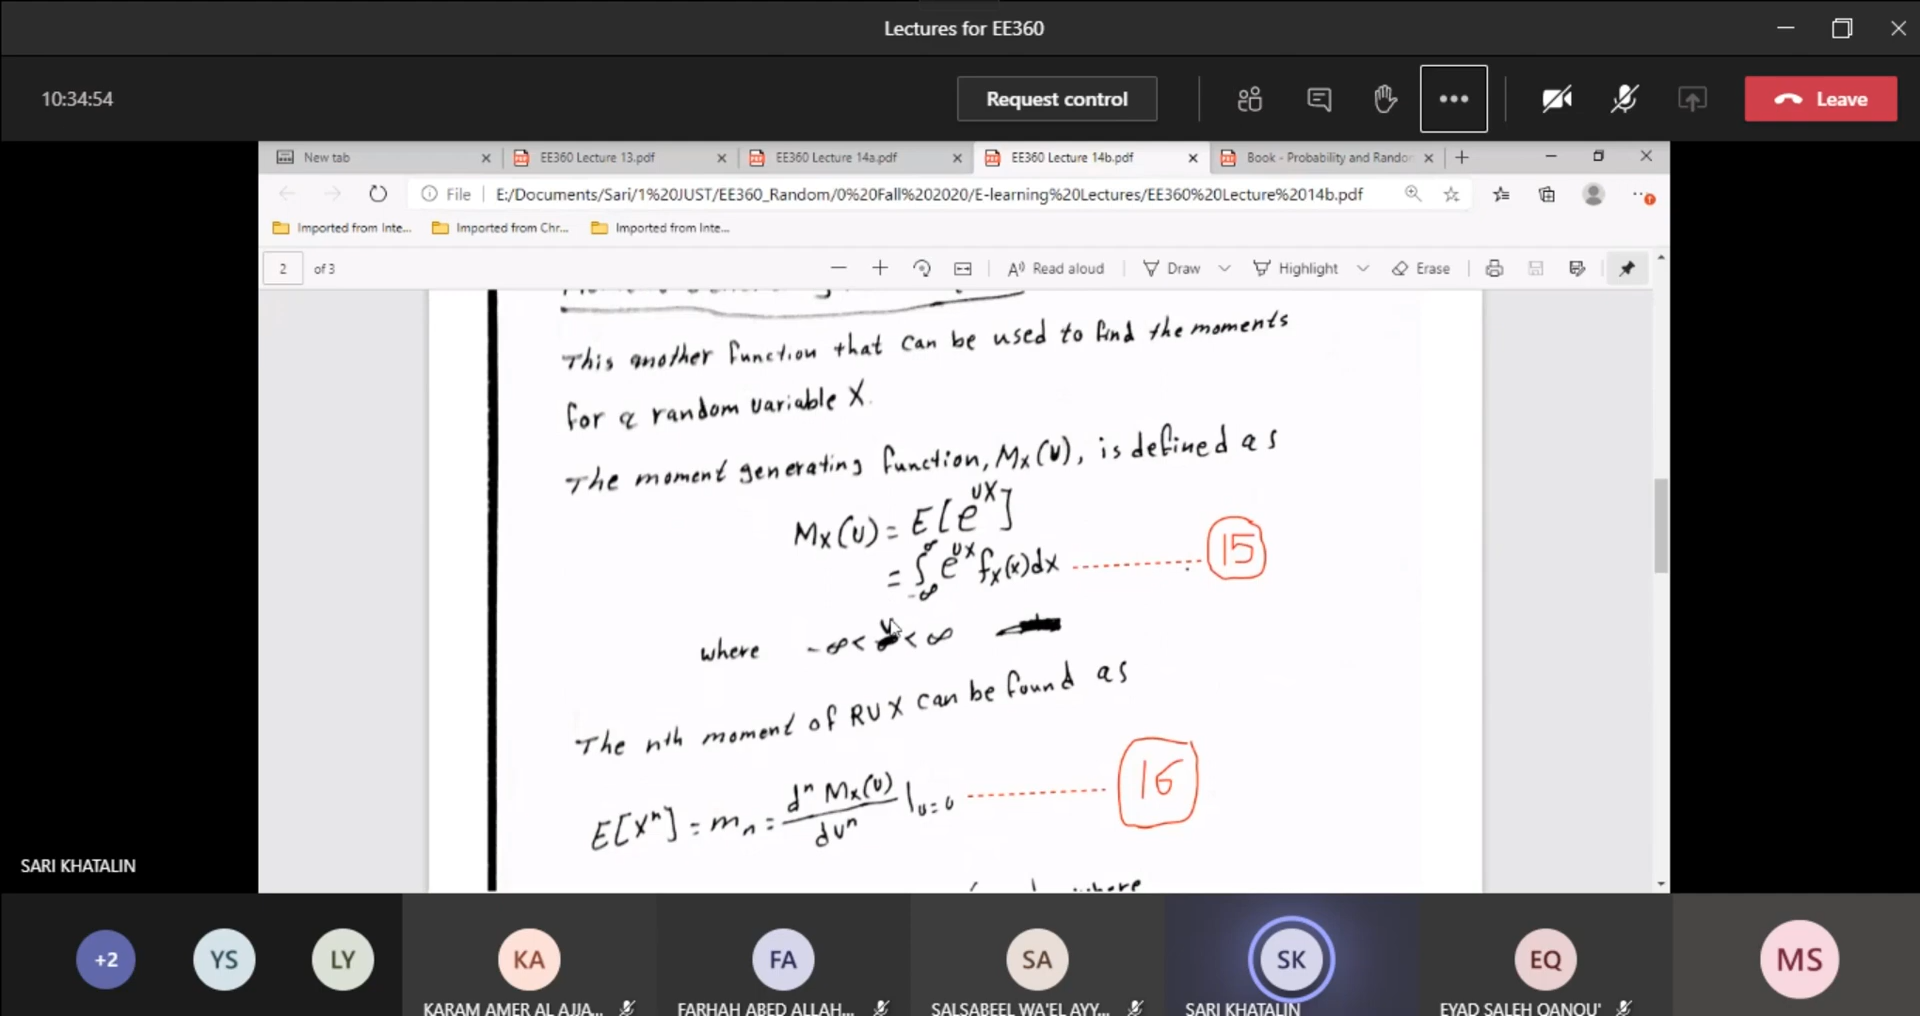 Lectures for EE360
10:34:54
Request control
Leave
New tab
EE360 Lecture 13.pdf
EE360 Lecture 14a.pdf
EE360 Lecture 14b.pdf
Book - Probability and Rando
File
E:/Documents/Sari/1%20JUST/EE360_Random/0%20Fall%202020/E-learning%20Lectures/EE360%20Lecture%2014b.pdf
Imported from Inte...
Imported from Chr...
Imported from Inte...
2 of 3
Read aloud
Draw
Highlight
Erase
This another function that can be used to find the moments
for a random variable X.
The moment generating function, Mx(υ), is defined as
Mx(υ) = E[e^υX]
= ∫_-∞^∞ e^υx fx(x)dx ------- 15
where -∞ < υ < ∞
The nth moment of RV X can be found as
E[X^n] = m_n = d^n Mx(υ) / dυ^n |υ=0 ------- 16
where
SARI KHATALIN
+2
YS
LY
KA
FA
SA
SK
EQ
MS
KARAM AMER AL AJJA...
FARHAH ABED ALLAH...
SALSABEEL WA'EL AYY...
SARI KHATALIN
EYAD SALEH QANOU'